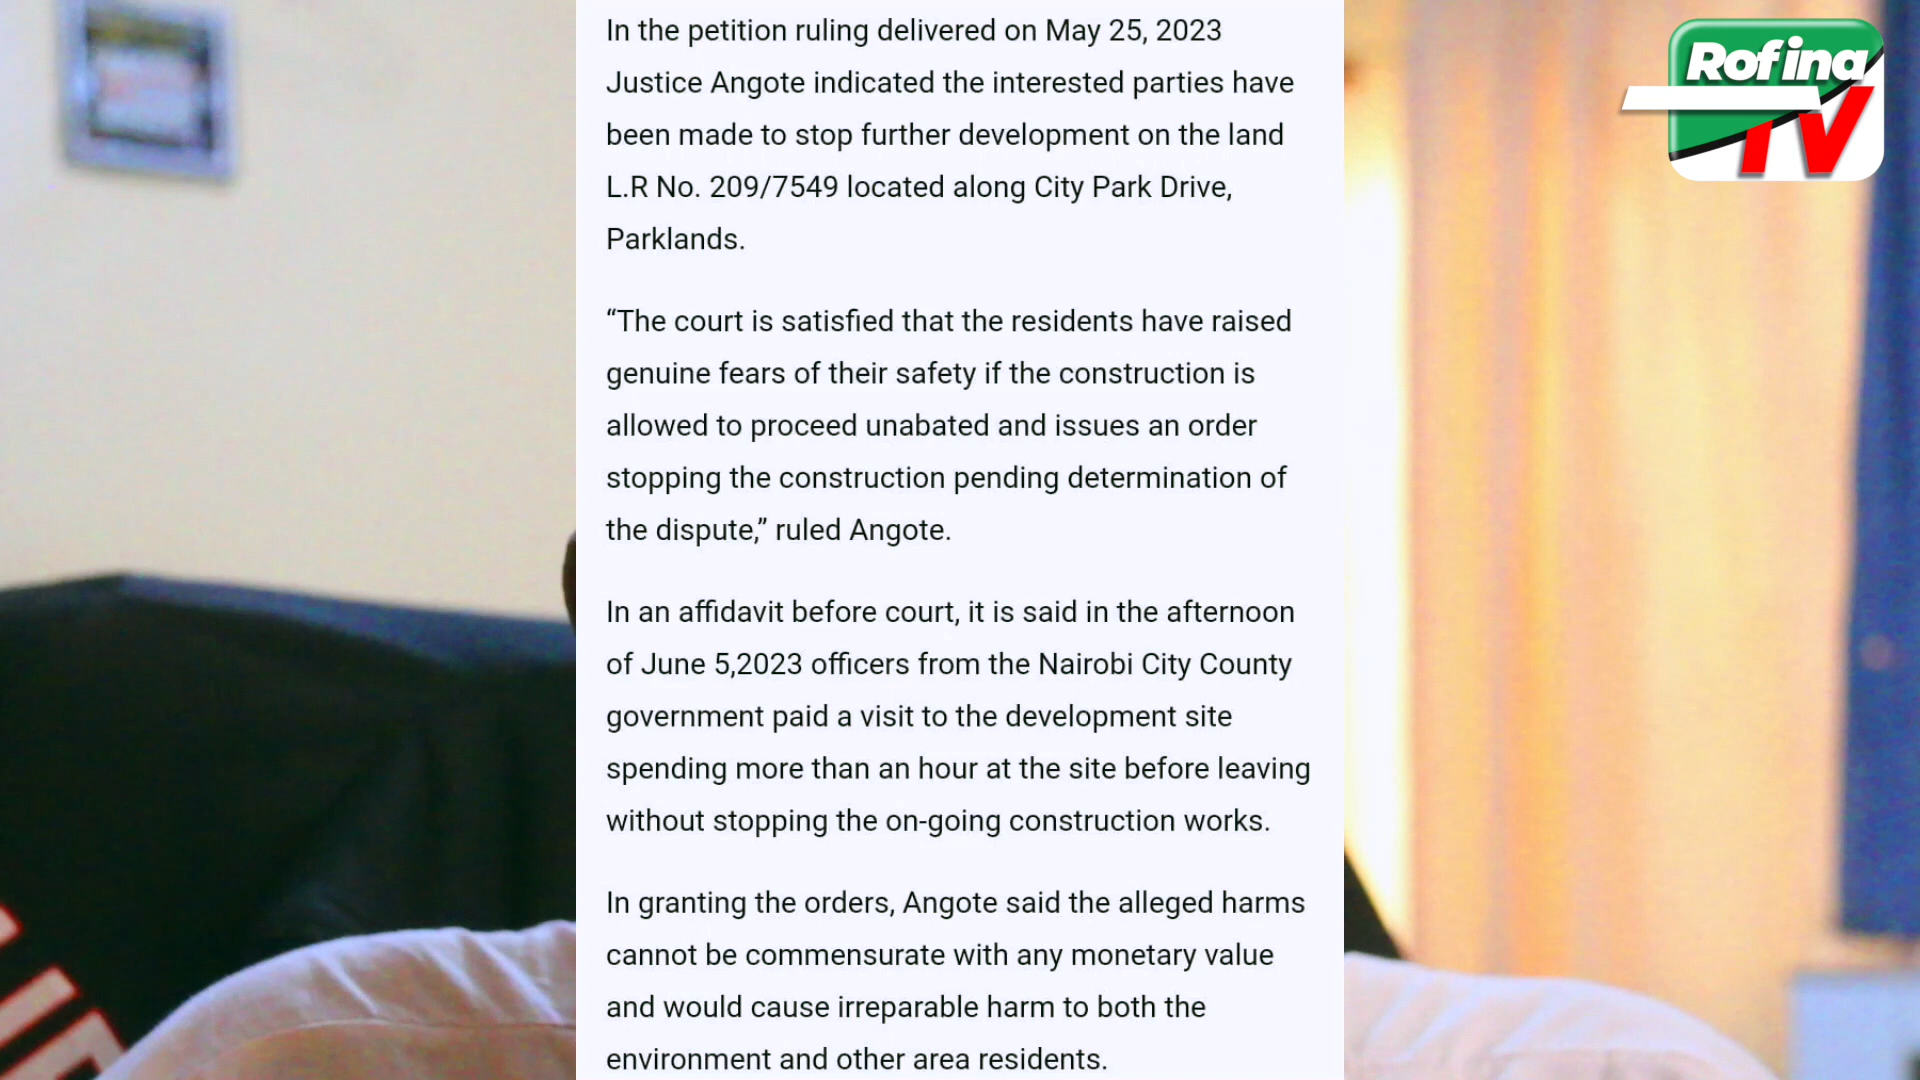 In the petition ruling delivered on May 25, 2023
Justice Angote indicated the interested parties have
been made to stop further development on the land
L.R No. 209/7549 located along City Park Drive,
Parklands.
“The court is satisfied that the residents have raised
genuine fears of their safety if the construction is
allowed to proceed unabated and issues an order
stopping the construction pending determination of
the dispute,” ruled Angote.
In an affidavit before court, it is said in the afternoon
of June 5,2023 officers from the Nairobi City County
government paid a visit to the development site
spending more than an hour at the site before leaving
without stopping the on-going construction works.
In granting the orders, Angote said the alleged harms
cannot be commensurate with any monetary value
and would cause irreparable harm to both the
environment and other area residents.
Rofina
TV